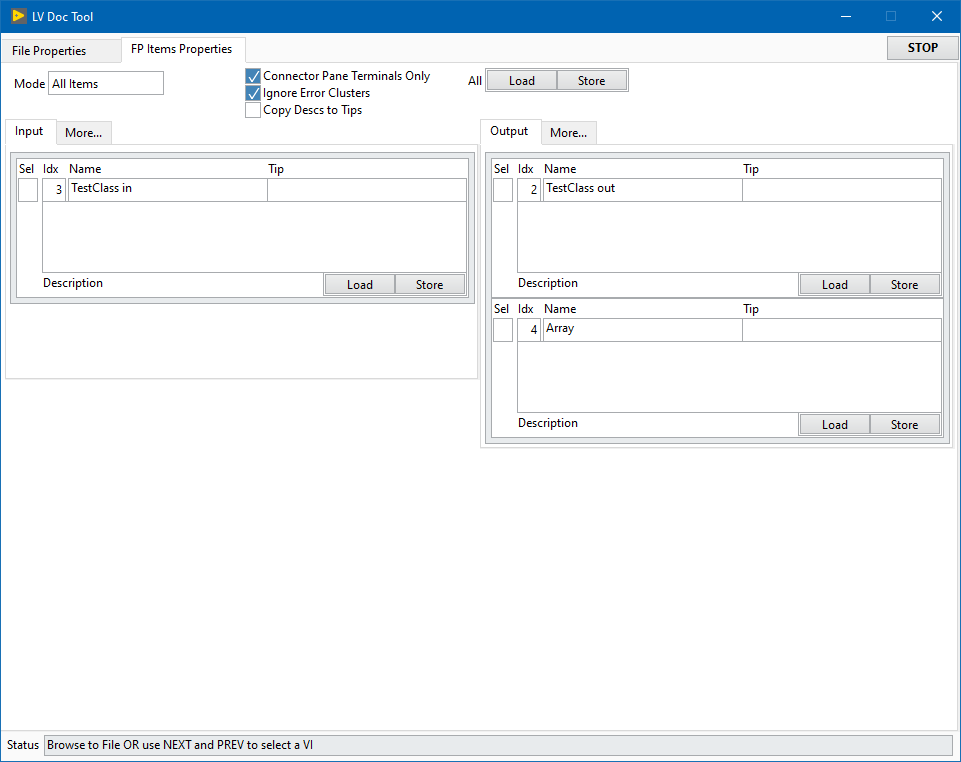 LV Doc Tool
File Properties
FP Items Properties
STOP
Mode
All Items
Connector Pane Terminals Only
Ignore Error Clusters
Copy Descs to Tips
All
Load
Store
Input
More...
Sel Idx Name Tip
3 TestClass in
Description
Load
Store
Output
More...
Sel Idx Name Tip
2 TestClass out
Description
Load
Store
Sel Idx Name Tip
4 Array
Description
Load
Store
Status
Browse to File OR use NEXT and PREV to select a VI